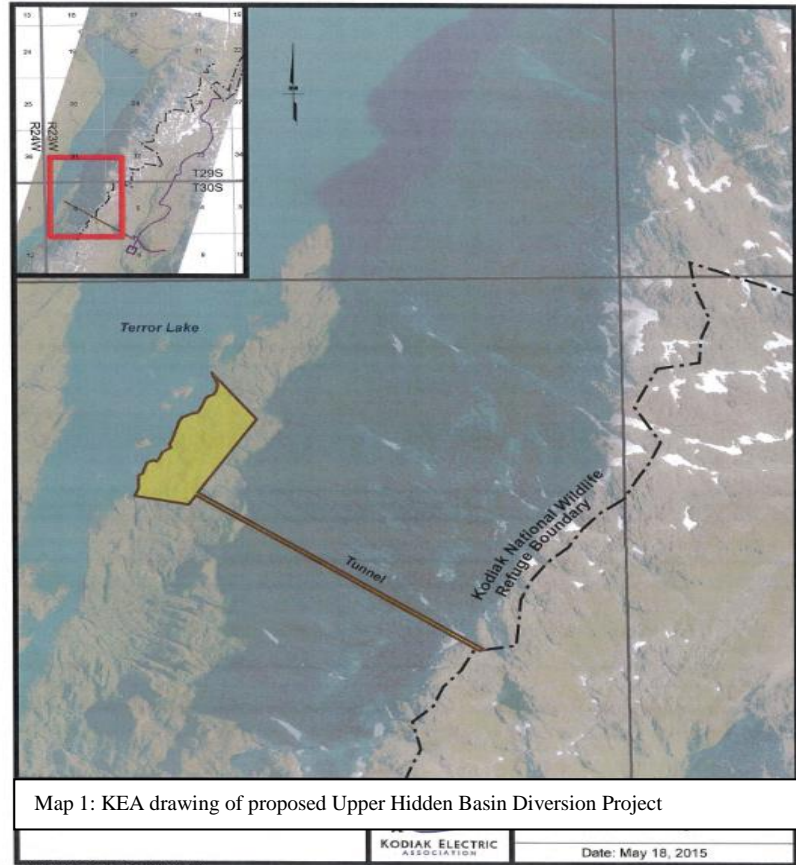 R24W
R23W
T29S
T30S
Terror Lake
Tunnel
Kodiak National Wildlife
Refuge Boundary
Map 1: KEA drawing of proposed Upper Hidden Basin Diversion Project
KODIAK ELECTRIC
ASSOCIATION
Date: May 18, 2015